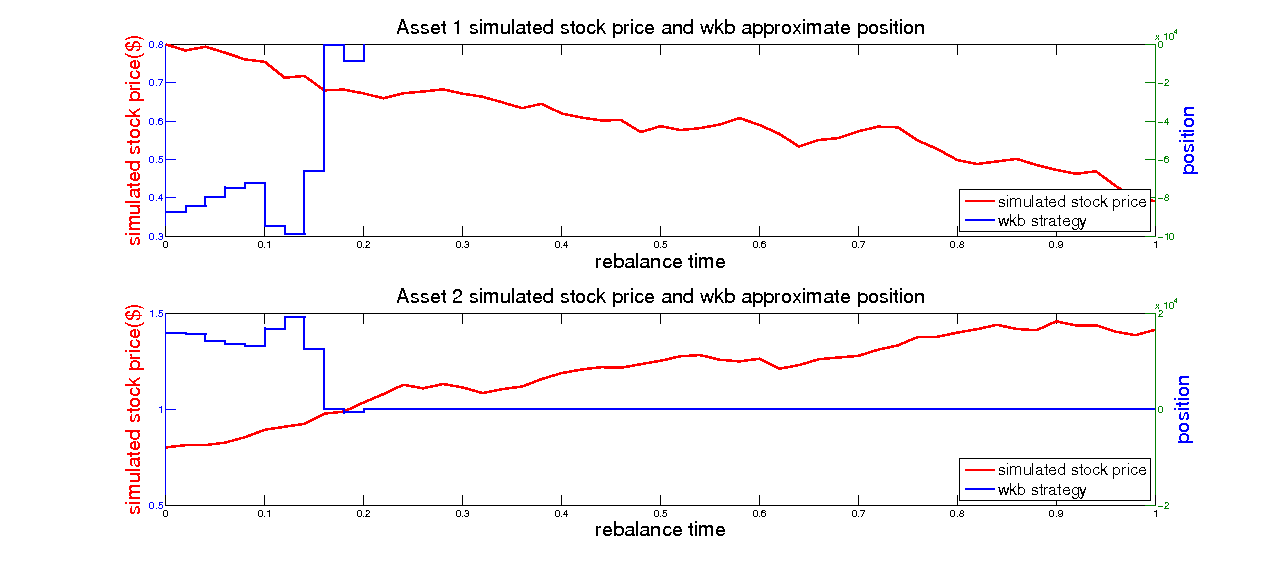 Asset 1 simulated stock price and wkb approximate position
x 10^4
simulated stock price($)
0.8
0.7
0.6
0.5
0.4
0.3
0
-2
-4
-6
-8
-10
position
simulated stock price
wkb strategy
0 0.1 0.2 0.3 0.4 0.5 0.6 0.7 0.8 0.9 1
rebalance time
Asset 2 simulated stock price and wkb approximate position
x 10^4
simulated stock price($)
1.5
1
0.5
2
0
-2
position
simulated stock price
wkb strategy
0 0.1 0.2 0.3 0.4 0.5 0.6 0.7 0.8 0.9 1
rebalance time